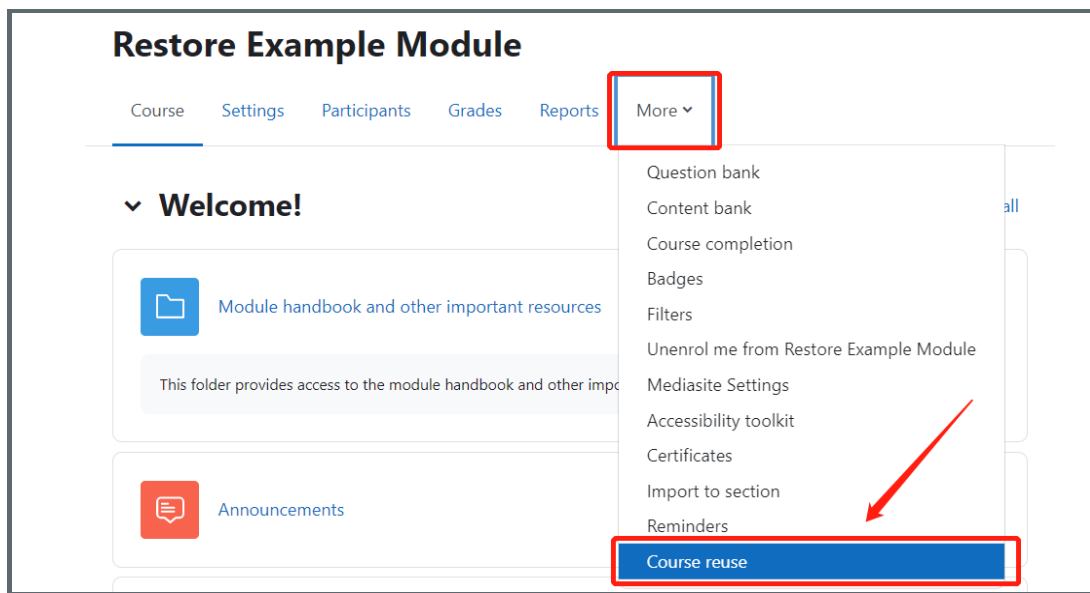 Restore Example Module
Course Settings Participants Grades Reports More
Welcome!
all
Module handbook and other important resources
This folder provides access to the module handbook and other
Announcements
Question bank
Content bank
Course completion
Badges
Filters
Unenrol me from Restore Example Module
Mediasite Settings
Accessibility toolkit
Certificates
Import to section
Reminders
Course reuse